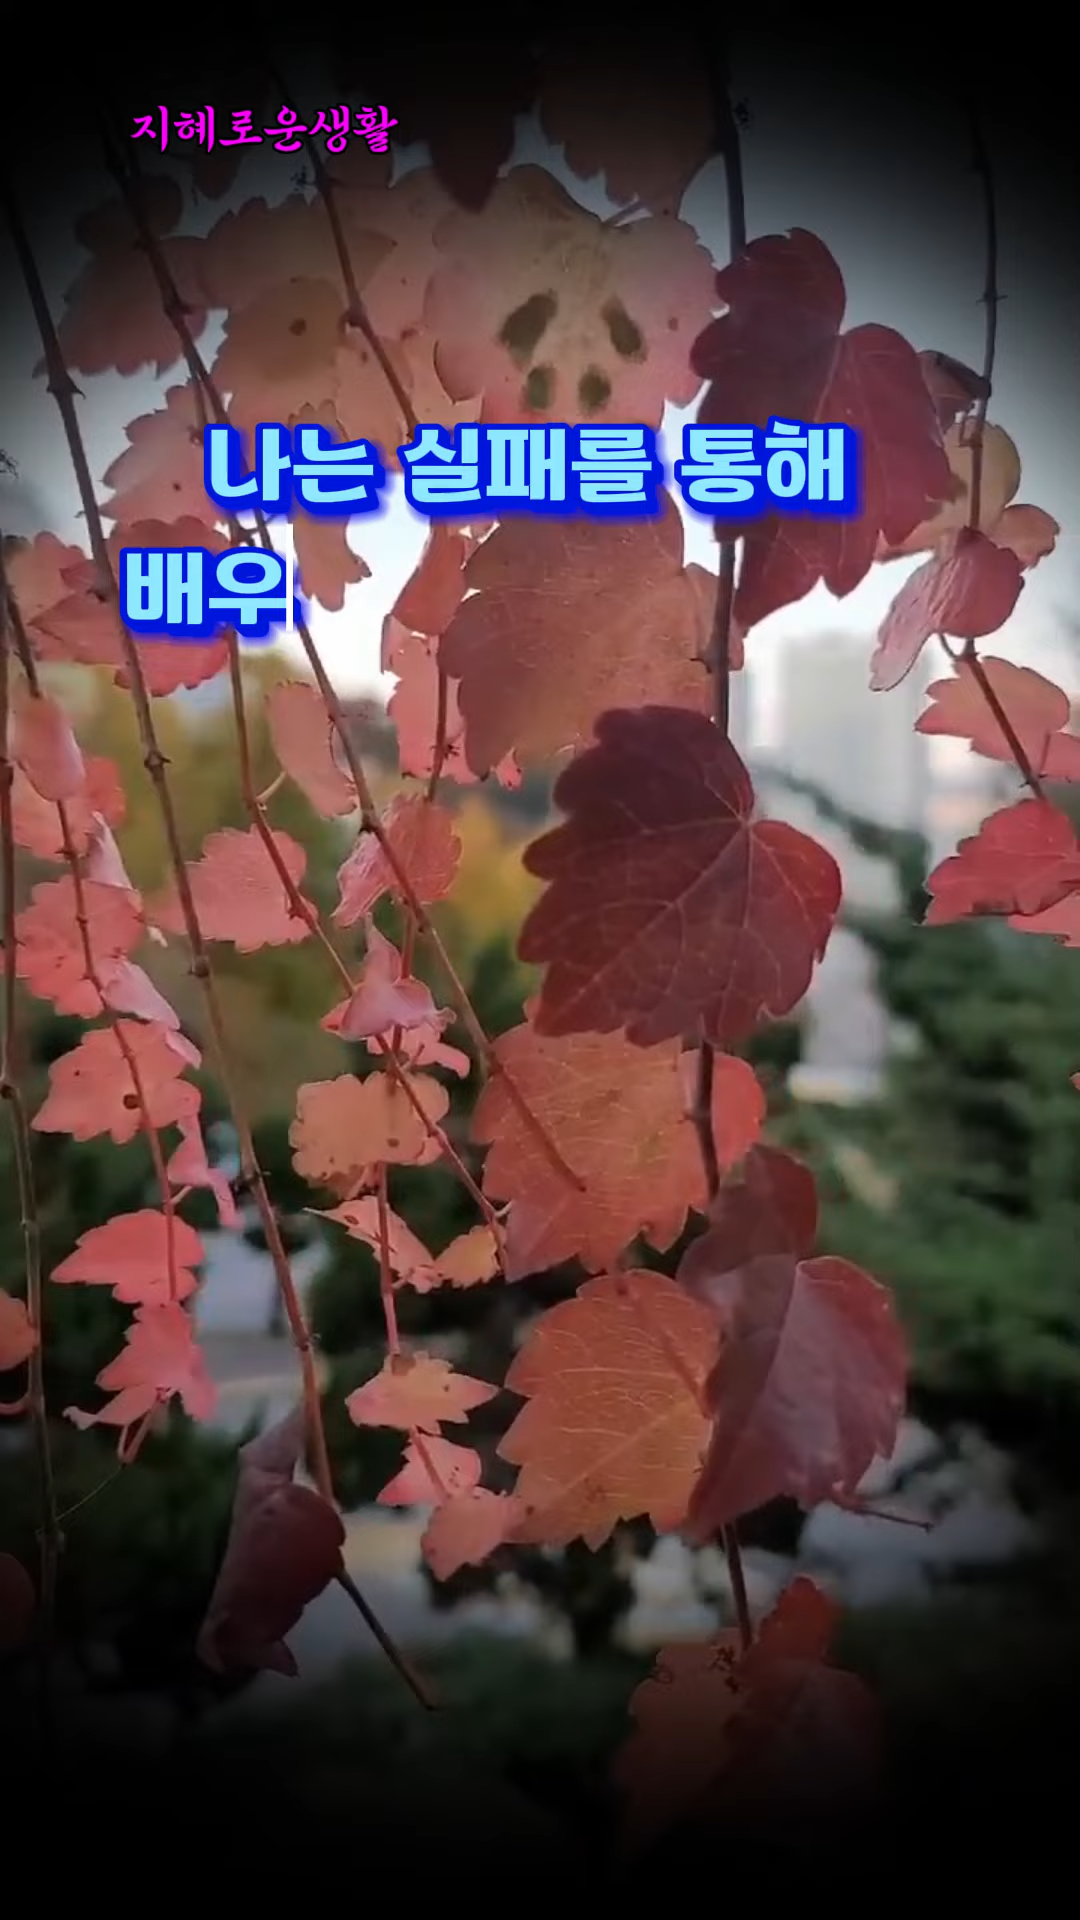 지혜로운생활
나는 실패를 통해
배우